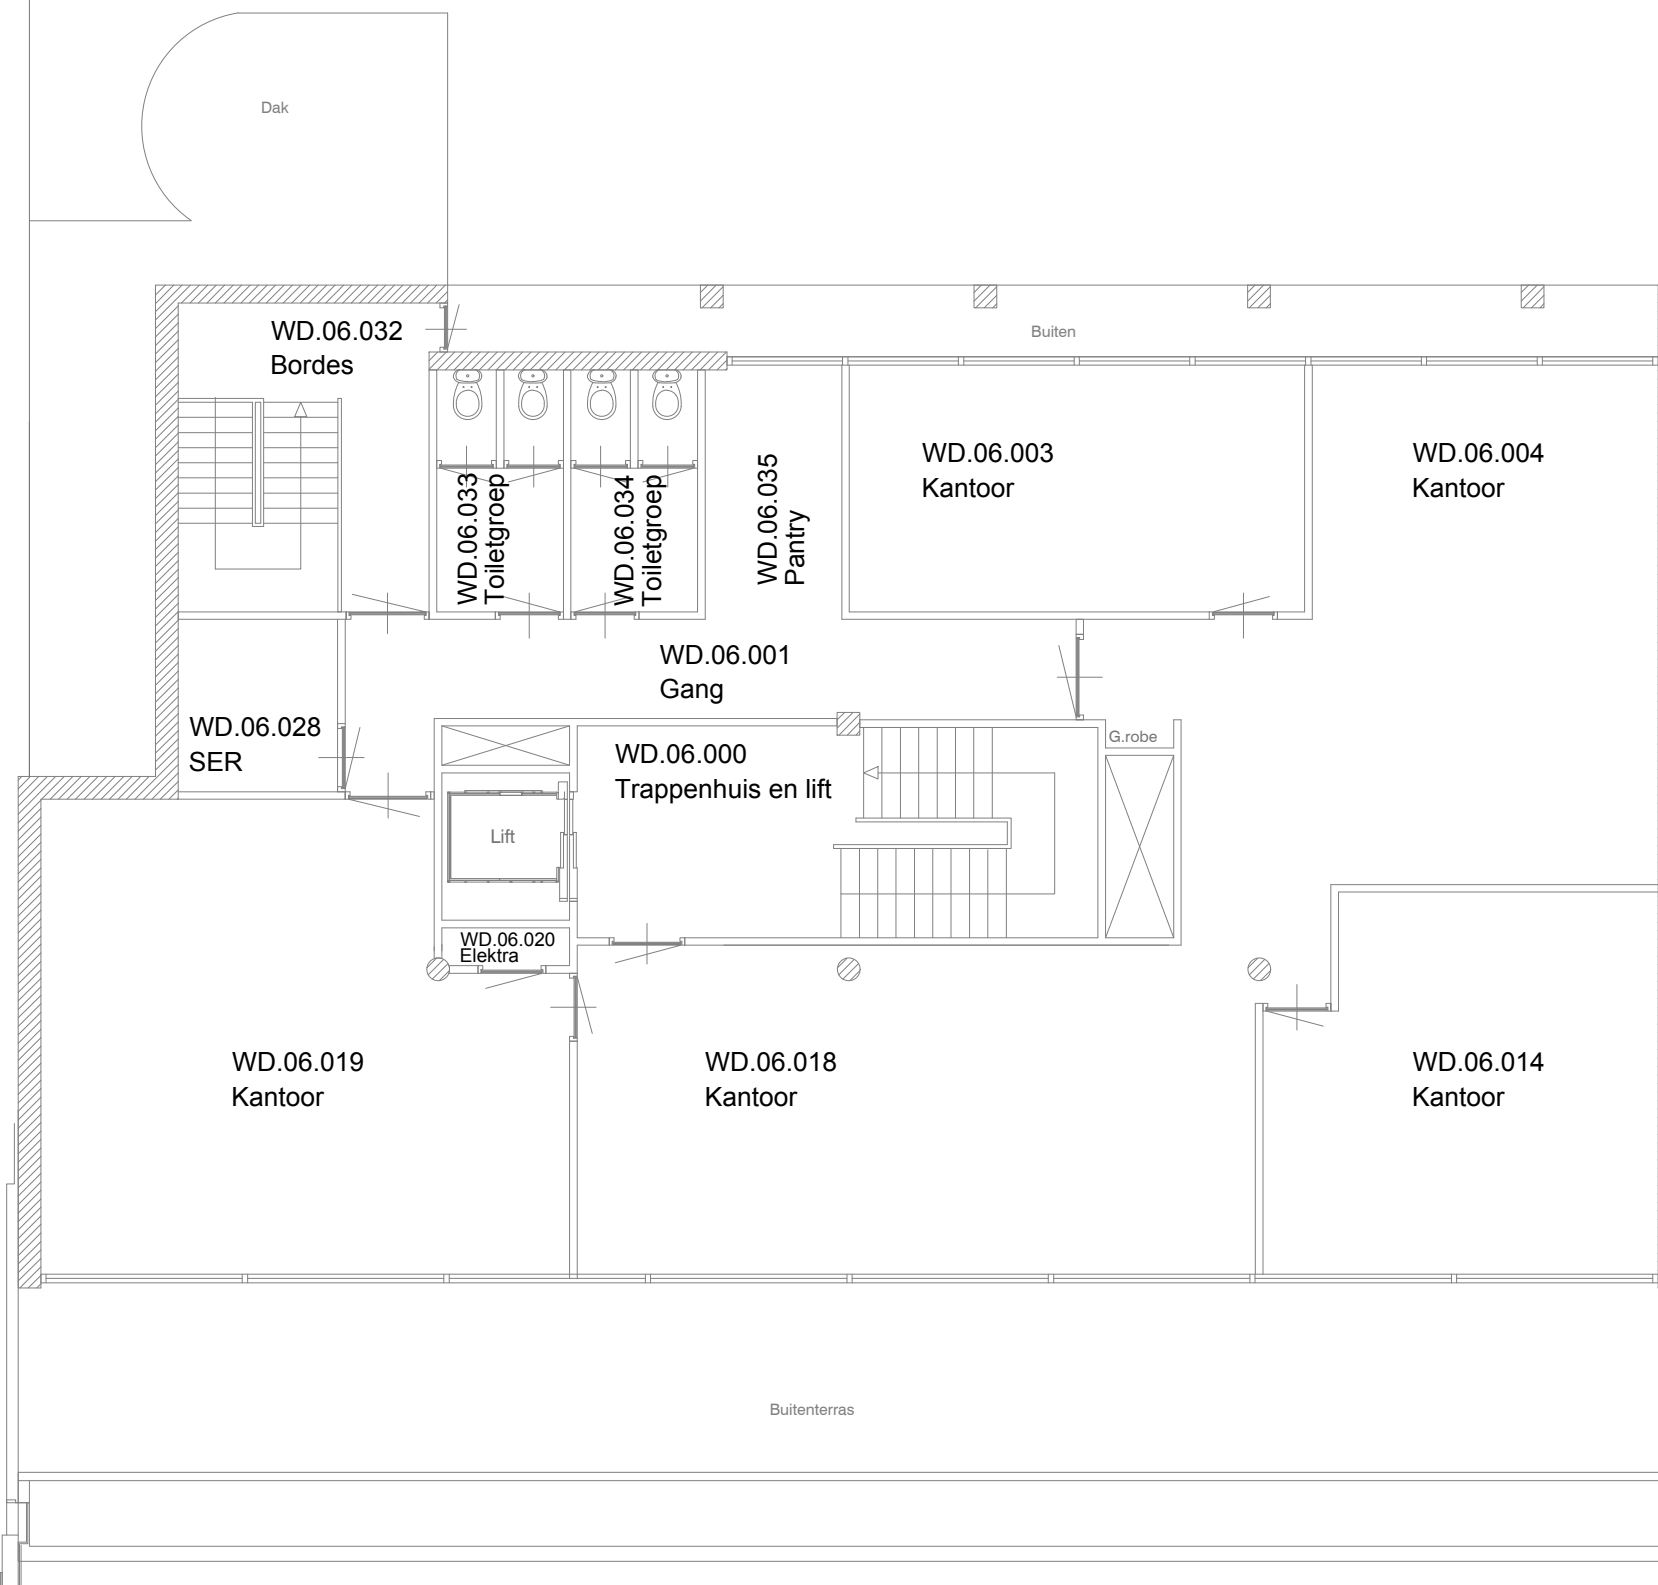 Dak
WD.06.032
Bordes
Buiten
WD.06.033
Toiletgroep
WD.06.034
Toiletgroep
WD.06.035
Pantry
WD.06.003
Kantoor
WD.06.004
Kantoor
WD.06.001
Gang
WD.06.028
SER
WD.06.000
Trappenhuis en lift
G.robe
Lift
WD.06.020
Elektra
WD.06.019
Kantoor
WD.06.018
Kantoor
WD.06.014
Kantoor
Buitenterras